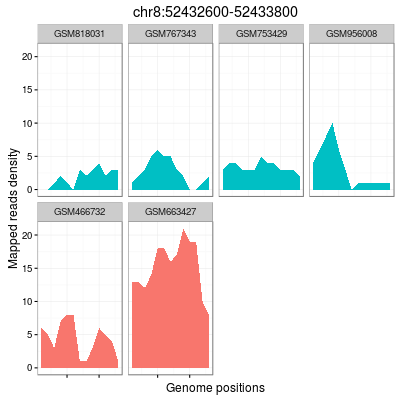 chr8:52432600-52433800
GSM818031 GSM767343 GSM753429 GSM956008
20
15
10
5
0
GSM466732 GSM663427
20
15
10
5
0
Mapped reads density
Genome positions